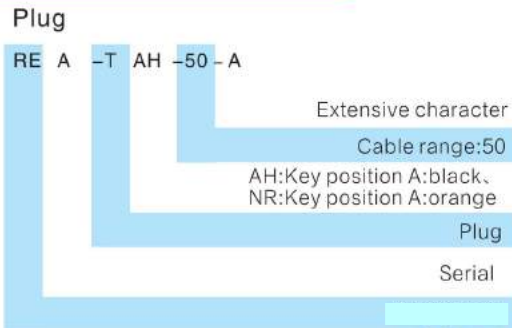 Plug
RE A -T AH -50 - A
Extensive character
Cable range:50
AH:Key position A:black、
NR:Key position A:orange
Plug
Serial